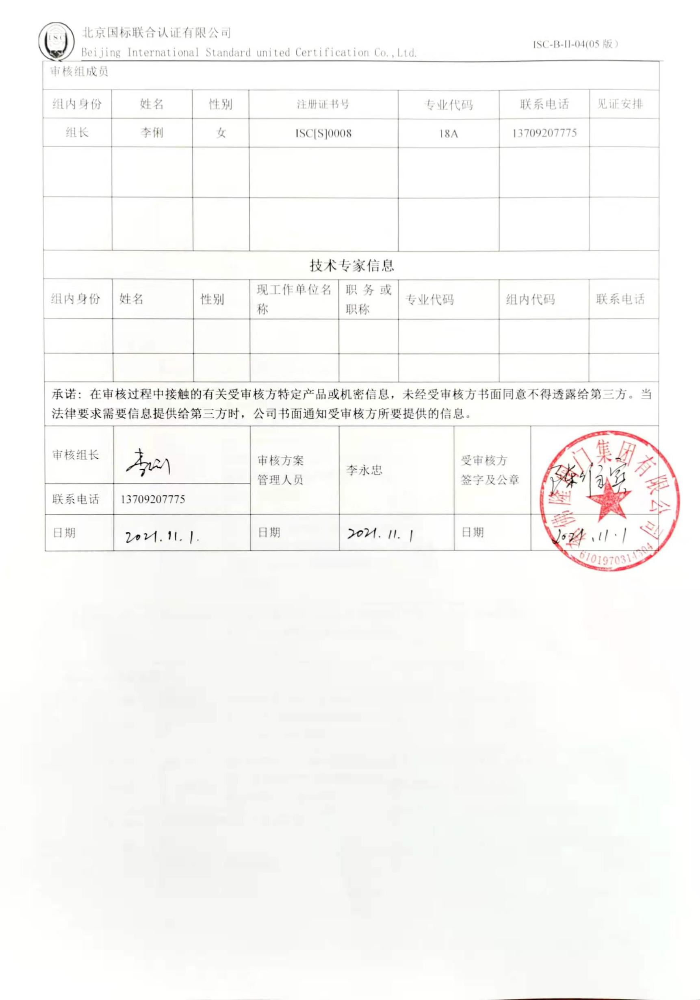 ISC
北京国标联合认证有限公司
Beijing International Standard united Certification Co.,Ltd.
ISC-B-II-04(05 版)
审核组成员
组内身份 姓名 性别 注册证书号 专业代码 联系电话 见证安排
组长 李俐 女 ISC[S]0008 18A 13709207775
技术专家信息
组内身份 姓名 性别 现工作单位名称 职务或职称 专业代码 组内代码 联系电话
承诺：在审核过程中接触的有关受审核方特定产品或机密信息，未经受审核方书面同意不得透露给第三方。当
法律要求需要信息提供给第三方时，公司书面通知受审核方所要提供的信息。
审核组长 李俐 审核方案管理人员 李永忠 受审核方签字及公章
联系电话 13709207775
日期 2021.11.1. 日期 2021.11.1 日期 2021.11.1
佛隆 门集团有限公司
6101970314304